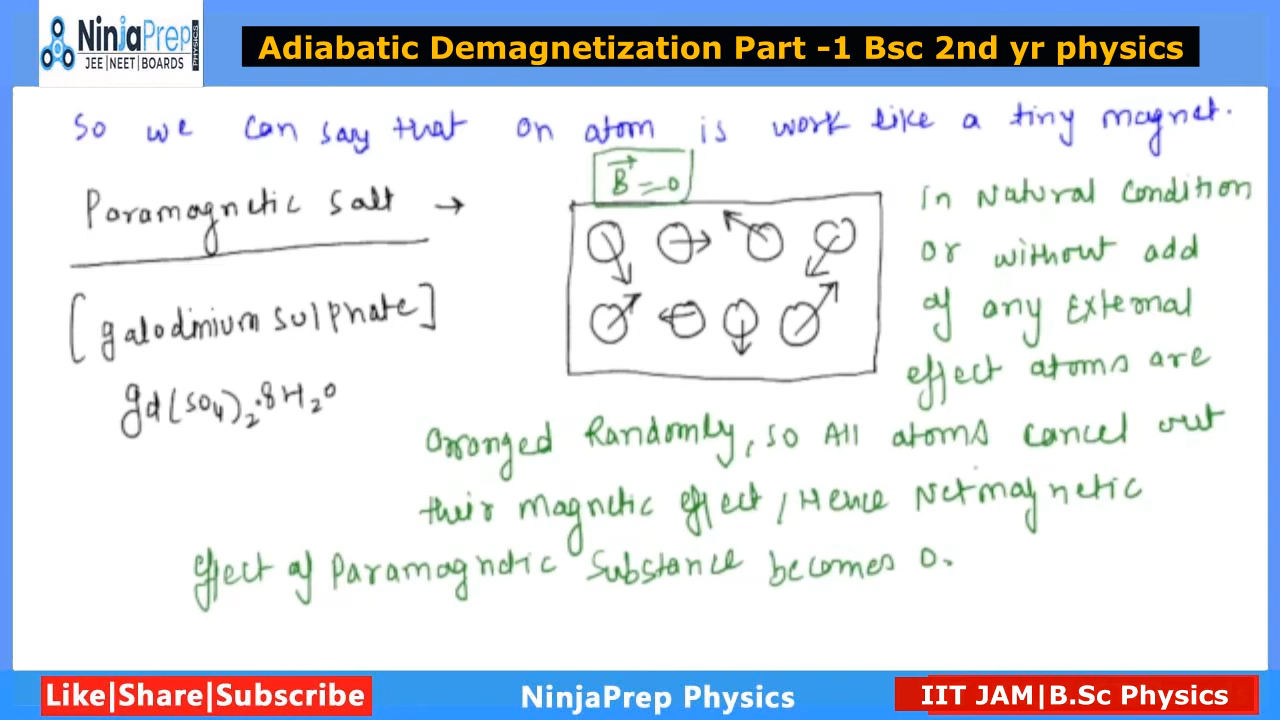 NinjaPrep
PHYSICS
JEE|NEET|BOARDS
Adiabatic Demagnetization Part -1 Bsc 2nd yr physics
So we can say that on atom is work like a tiny magnet.
Paramagnetic salt →
[galodinium sulphate]
gd(SO4)2.8H2O
B⃗ = 0
in Natural Condition
or without add
of any External
effect atoms are
arranged Randomly, so All atoms cancel out
their magnetic effect, Hence Net magnetic
effect of Paramagnetic Substance becomes 0.
Like|Share|Subscribe
NinjaPrep Physics
IIT JAM|B.Sc Physics